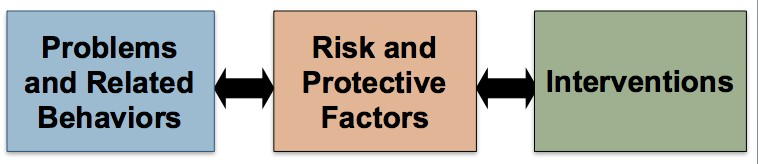 Problems
and Related
Behaviors
Risk and
Protective
Factors
Interventions